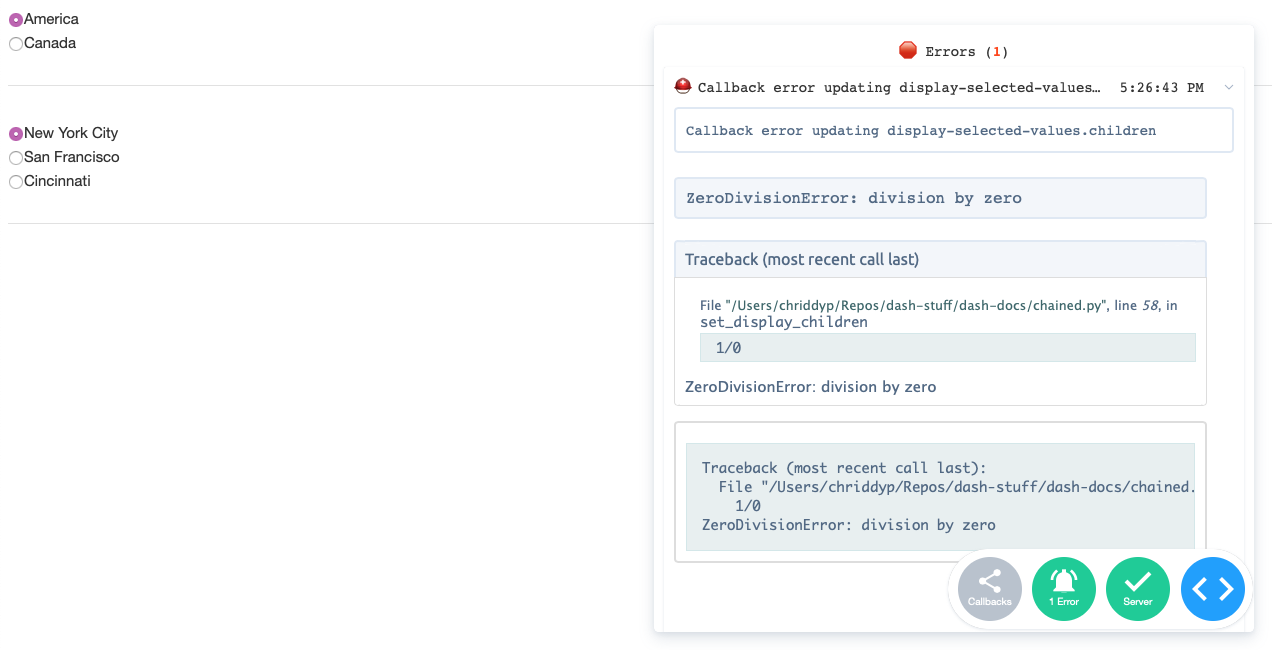 America
Canada
New York City
San Francisco
Cincinnati
Errors (1)
Callback error updating display-selected-values… 5:26:43 PM
Callback error updating display-selected-values.children
ZeroDivisionError: division by zero
Traceback (most recent call last)
File "/Users/chriddyp/Repos/dash-stuff/dash-docs/chained.py", line 58, in
set_display_children
1/0
ZeroDivisionError: division by zero
Traceback (most recent call last):
File "/Users/chriddyp/Repos/dash-stuff/dash-docs/chained.
1/0
ZeroDivisionError: division by zero
Callbacks
1 Error
Server